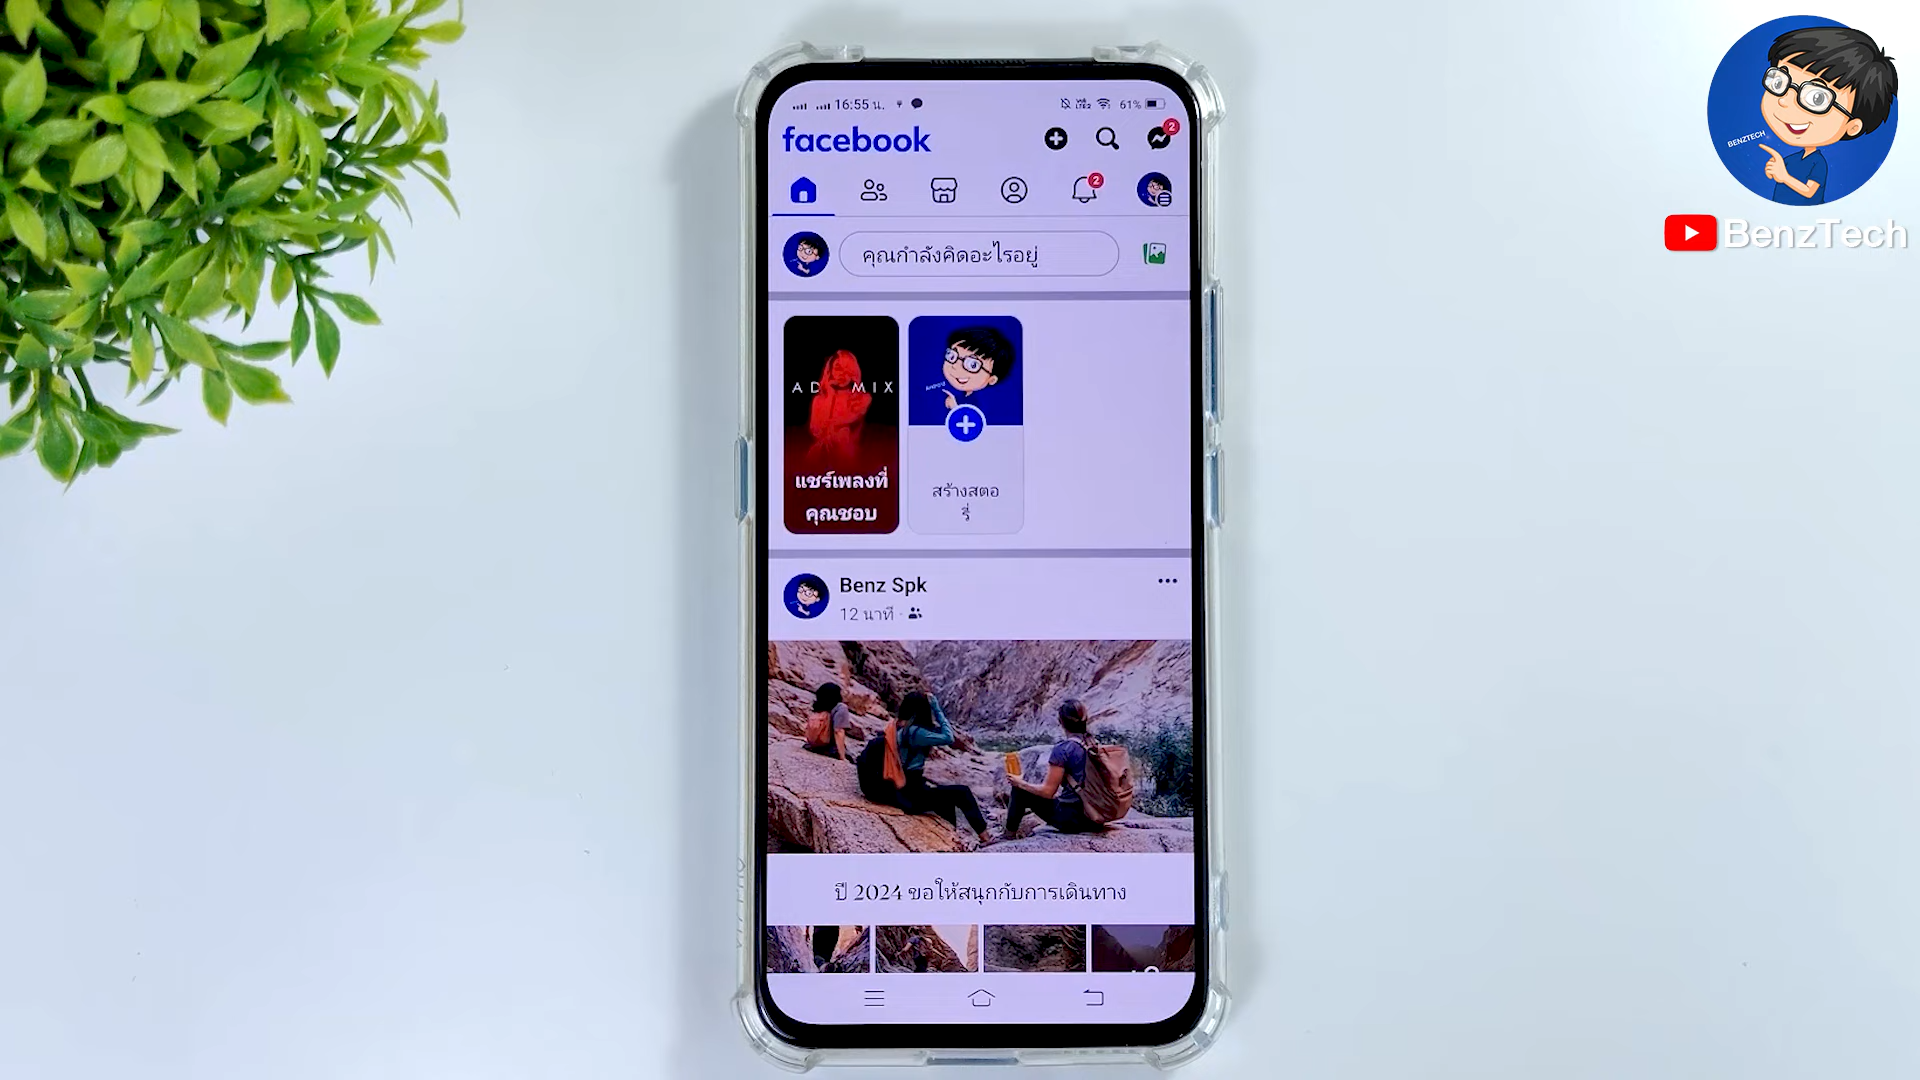 16:55 น.
61%
facebook
2
2
คุณกำลังคิดอะไรอยู่
AD MIX
แชร์เพลงที่
คุณชอบ
สร้างสตอ
รี่
Benz Spk
12 นาที
ปี 2024 ขอให้สนุกกับการเดินทาง
BENZTECH
BenzTech